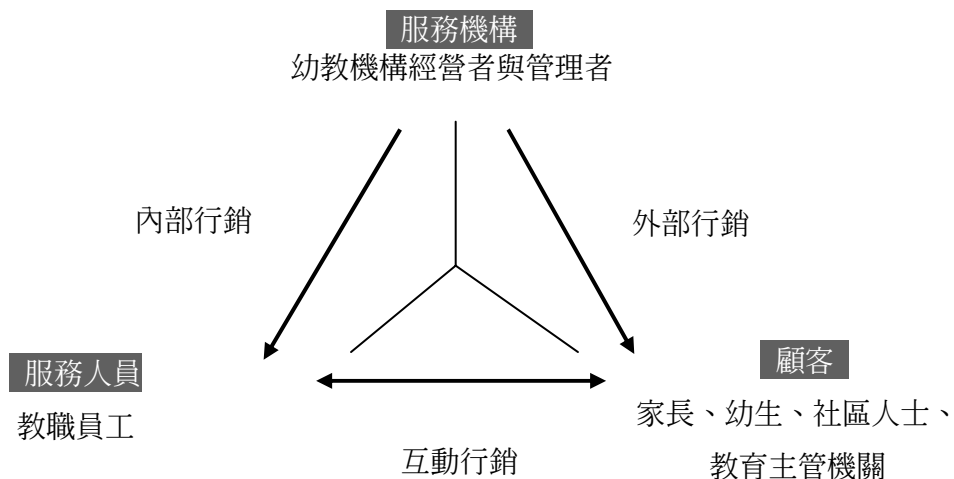 服務機構
幼教機構經營者與管理者
內部行銷
外部行銷
服務人員
教職員工
顧客
家長、幼生、社區人士、
教育主管機關
互動行銷